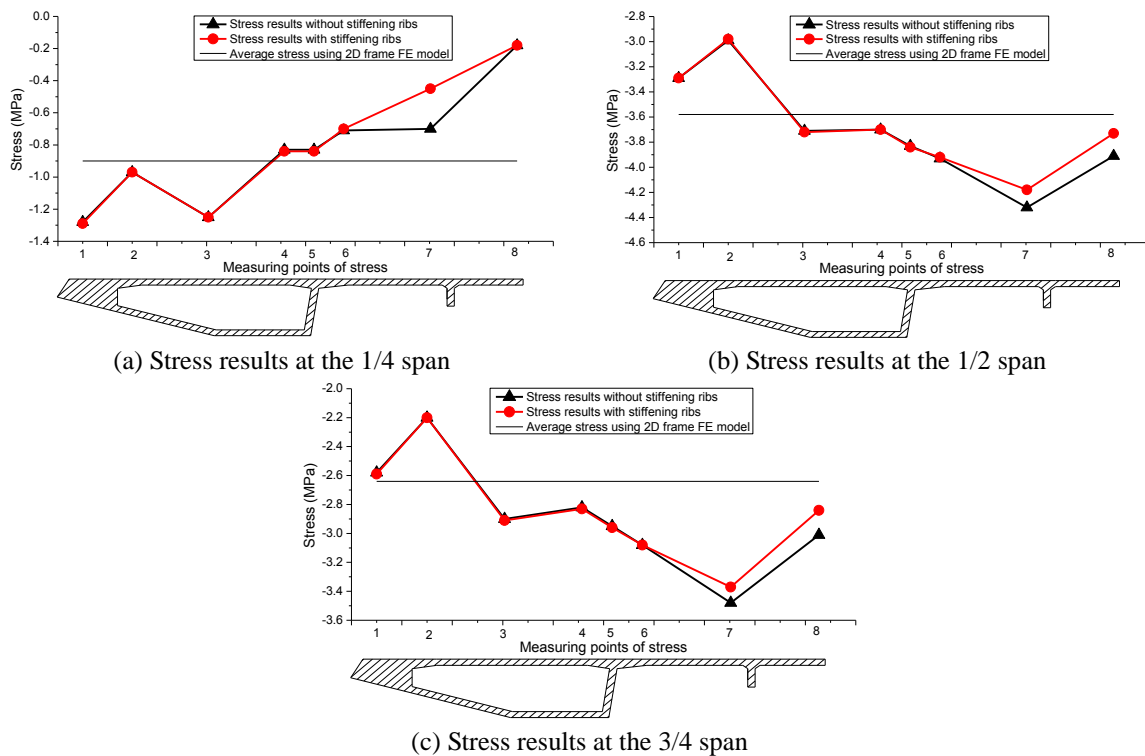 Stress results without stiffening ribs
Stress results with stiffening ribs
Average stress using 2D frame FE model
0.0
-0.2
-0.4
-0.6
-0.8
-1.0
-1.2
-1.4
Stress (MPa)
1 2 3 4 5 6 7 8
Measuring points of stress
(a) Stress results at the 1/4 span
Stress results without stiffening ribs
Stress results with stiffening ribs
Average stress using 2D frame FE model
-2.8
-3.0
-3.2
-3.4
-3.6
-3.8
-4.0
-4.2
-4.4
-4.6
Stress (MPa)
1 2 3 4 5 6 7 8
Measuring points of stress
(b) Stress results at the 1/2 span
Stress results without stiffening ribs
Stress results with stiffening ribs
Average stress using 2D frame FE model
-2.0
-2.2
-2.4
-2.6
-2.8
-3.0
-3.2
-3.4
-3.6
Stress (MPa)
1 2 3 4 5 6 7 8
Measuring points of stress
(c) Stress results at the 3/4 span